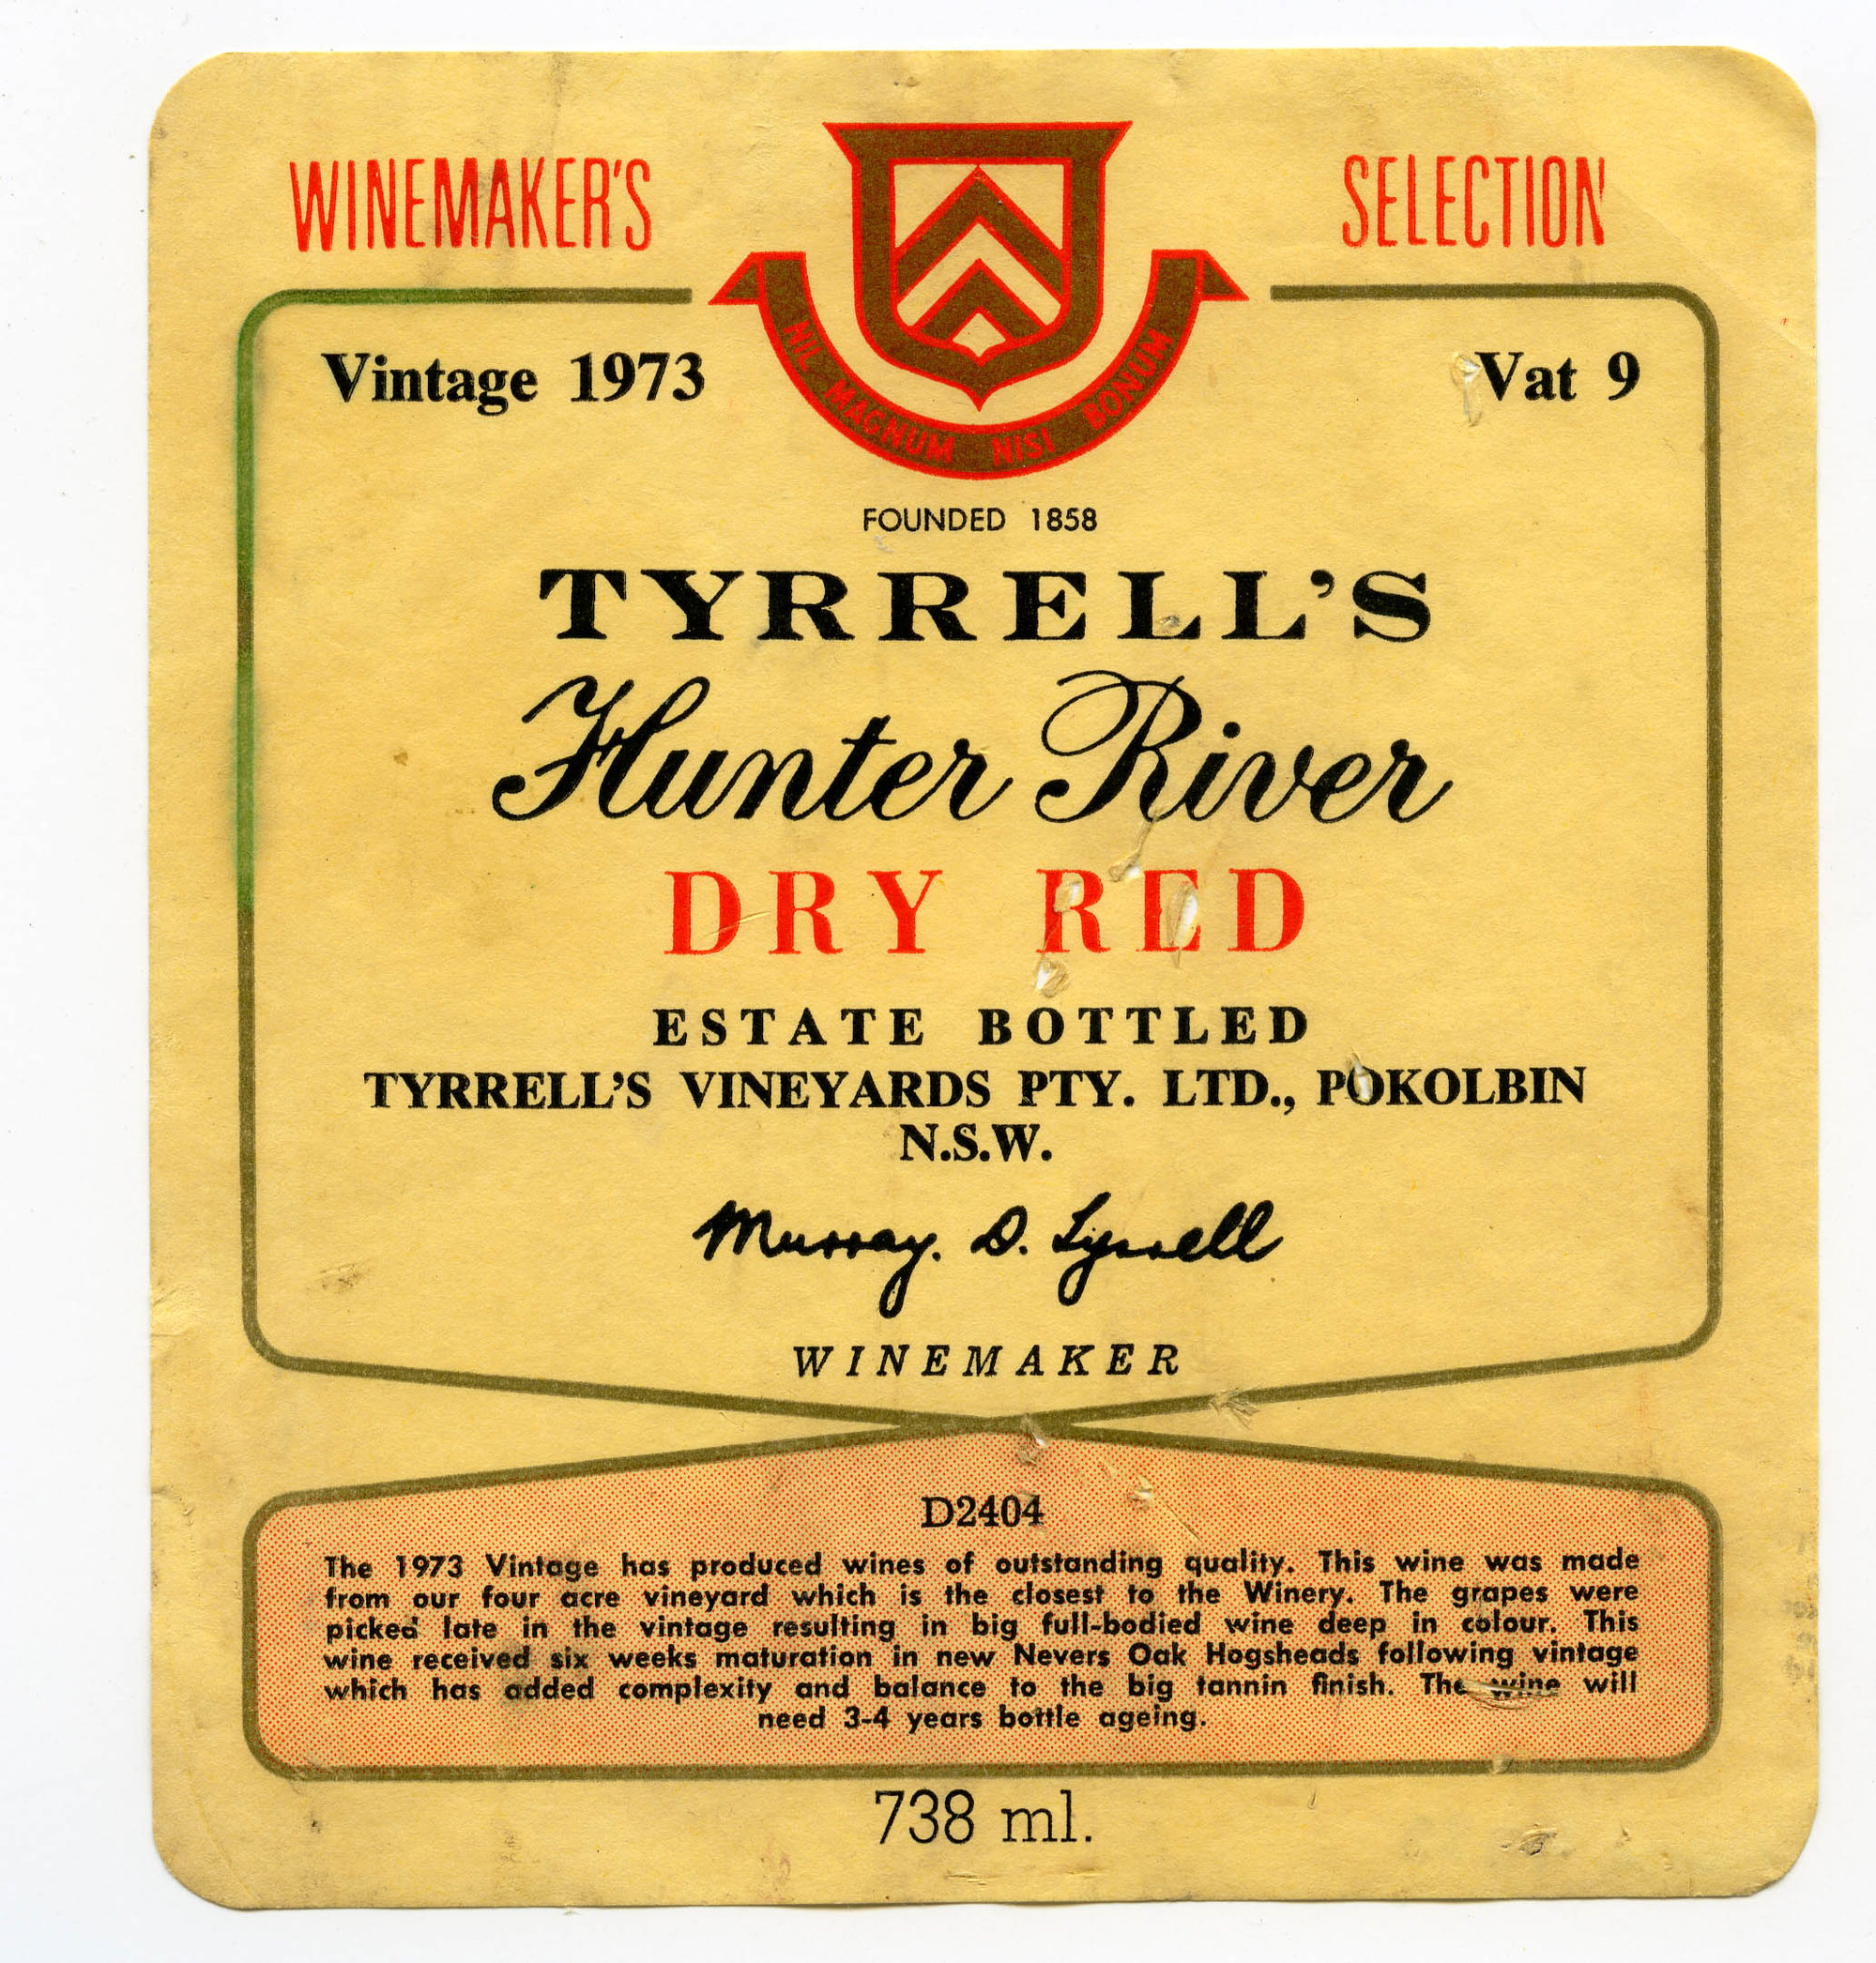 WINEMAKER'S SELECTION
Vintage 1973 Vat 9
NIL MAGNUM NISI BONUM
FOUNDED 1858
TYRRELL'S
Hunter River
DRY RED
ESTATE BOTTLED
TYRRELL'S VINEYARDS PTY. LTD., POKOLBIN
N.S.W.
Murray. D. Tyrrell
WINEMAKER
D2404
The 1973 Vintage has produced wines of outstanding quality. This wine was made
from our four acre vineyard which is the closest to the Winery. The grapes were
picked late in the vintage resulting in big full-bodied wine deep in colour. This
wine received six weeks maturation in new Nevers Oak Hogsheads following vintage
which has added complexity and balance to the big tannin finish. The wine will
need 3-4 years bottle ageing.
738 ml.